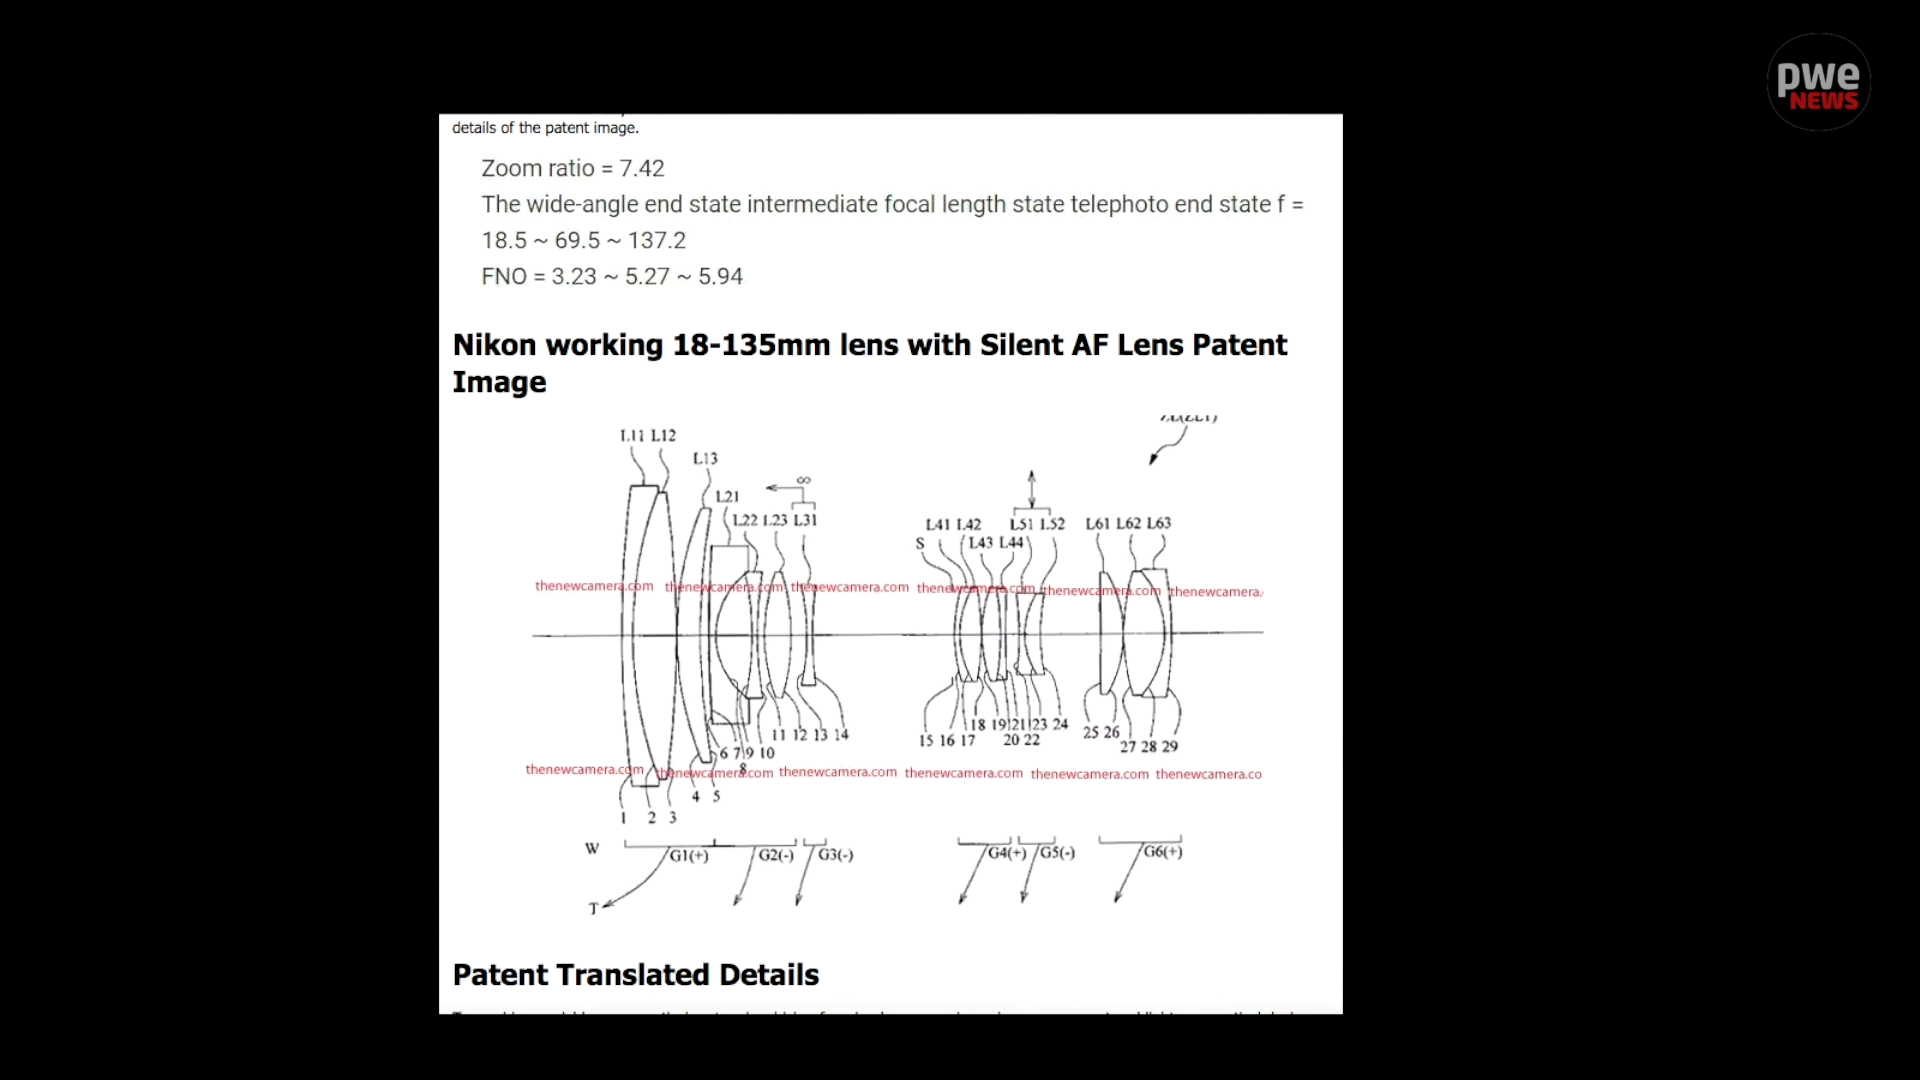 pwe
NEWS
details of the patent image.
Zoom ratio = 7.42
The wide-angle end state intermediate focal length state telephoto end state f =
18.5 ~ 69.5 ~ 137.2
FNO = 3.23 ~ 5.27 ~ 5.94
Nikon working 18-135mm lens with Silent AF Lens Patent
Image
L11 L12
L13
L21
∞
L22 L23 L31
L41 L42 L51 L52 L61 L62 L63
S L43 L44
thenewcamera.com thenewcamera.com thenewcamera.com thenewcamera.com thenewcamera.com thenewcamera.
18 19 21 23 24
11 12 13 14
15 16 17 20 22 25 26
6 7 9 10 27 28 29
8
thenewcamera.com thenewcamera.com thenewcamera.com thenewcamera.com thenewcamera.com thenewcamera.co
4 5
1 2 3
W G1(+) G2(-) G3(-) G4(+) G5(-) G6(+)
T
Patent Translated Details